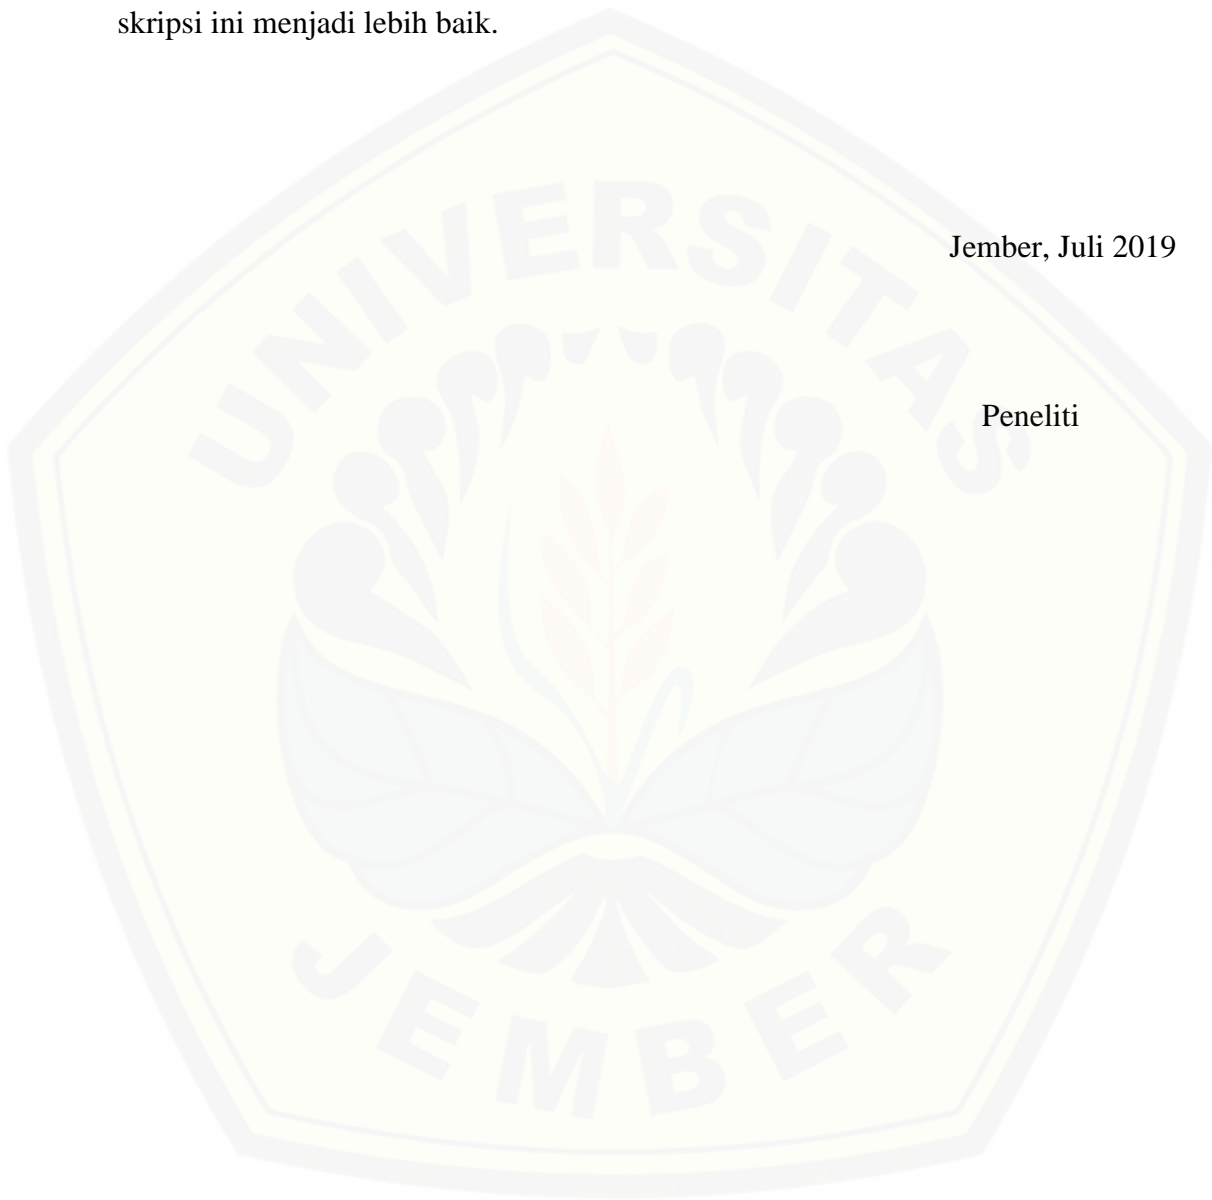 skripsi ini menjadi lebih baik.
UNIVERSITAS
Jember, Juli 2019
Peneliti
JEMBER